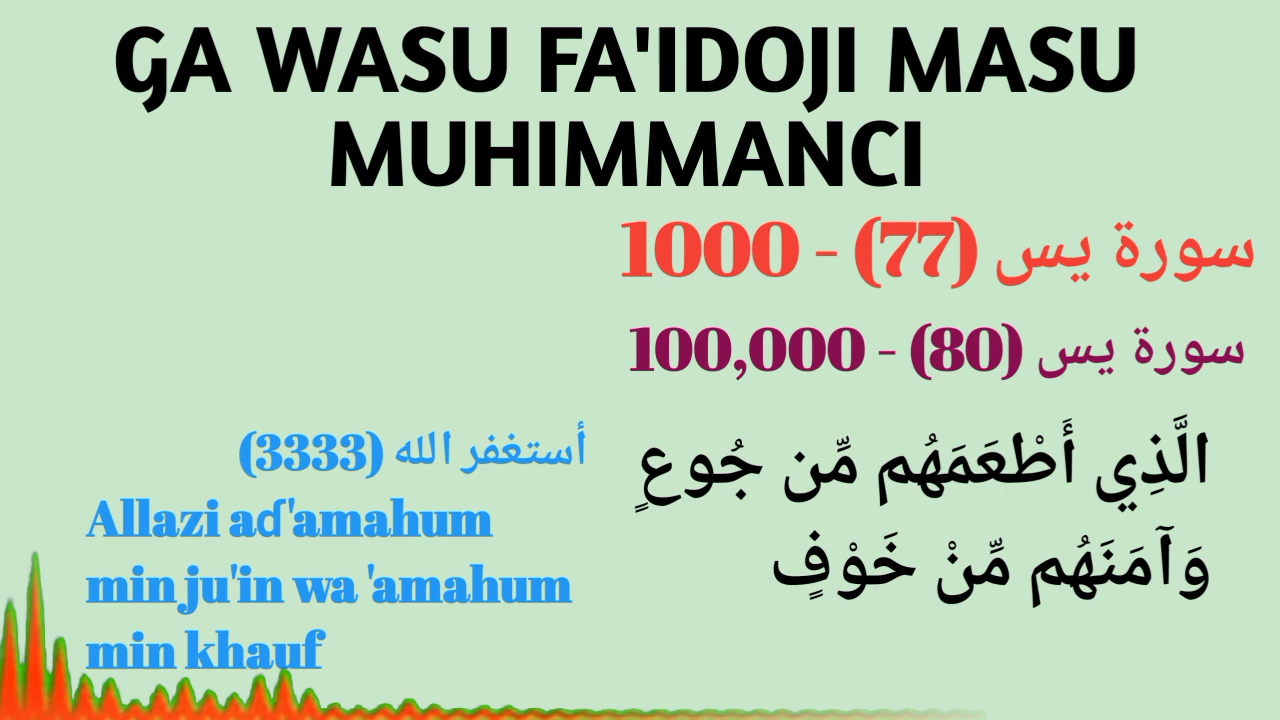 GA WASU FA'IDOJI MASU
MUHIMMANCI
سورة يس (77) - 1000
سورة يس (80) - 100,000
أستغفر الله (3333)
Allazi aɗ'amahum
min ju'in wa 'amahum
min khauf
الَّذِي أَطْعَمَهُم مِّن جُوعٍ
وَآمَنَهُم مِّنْ خَوْفٍ